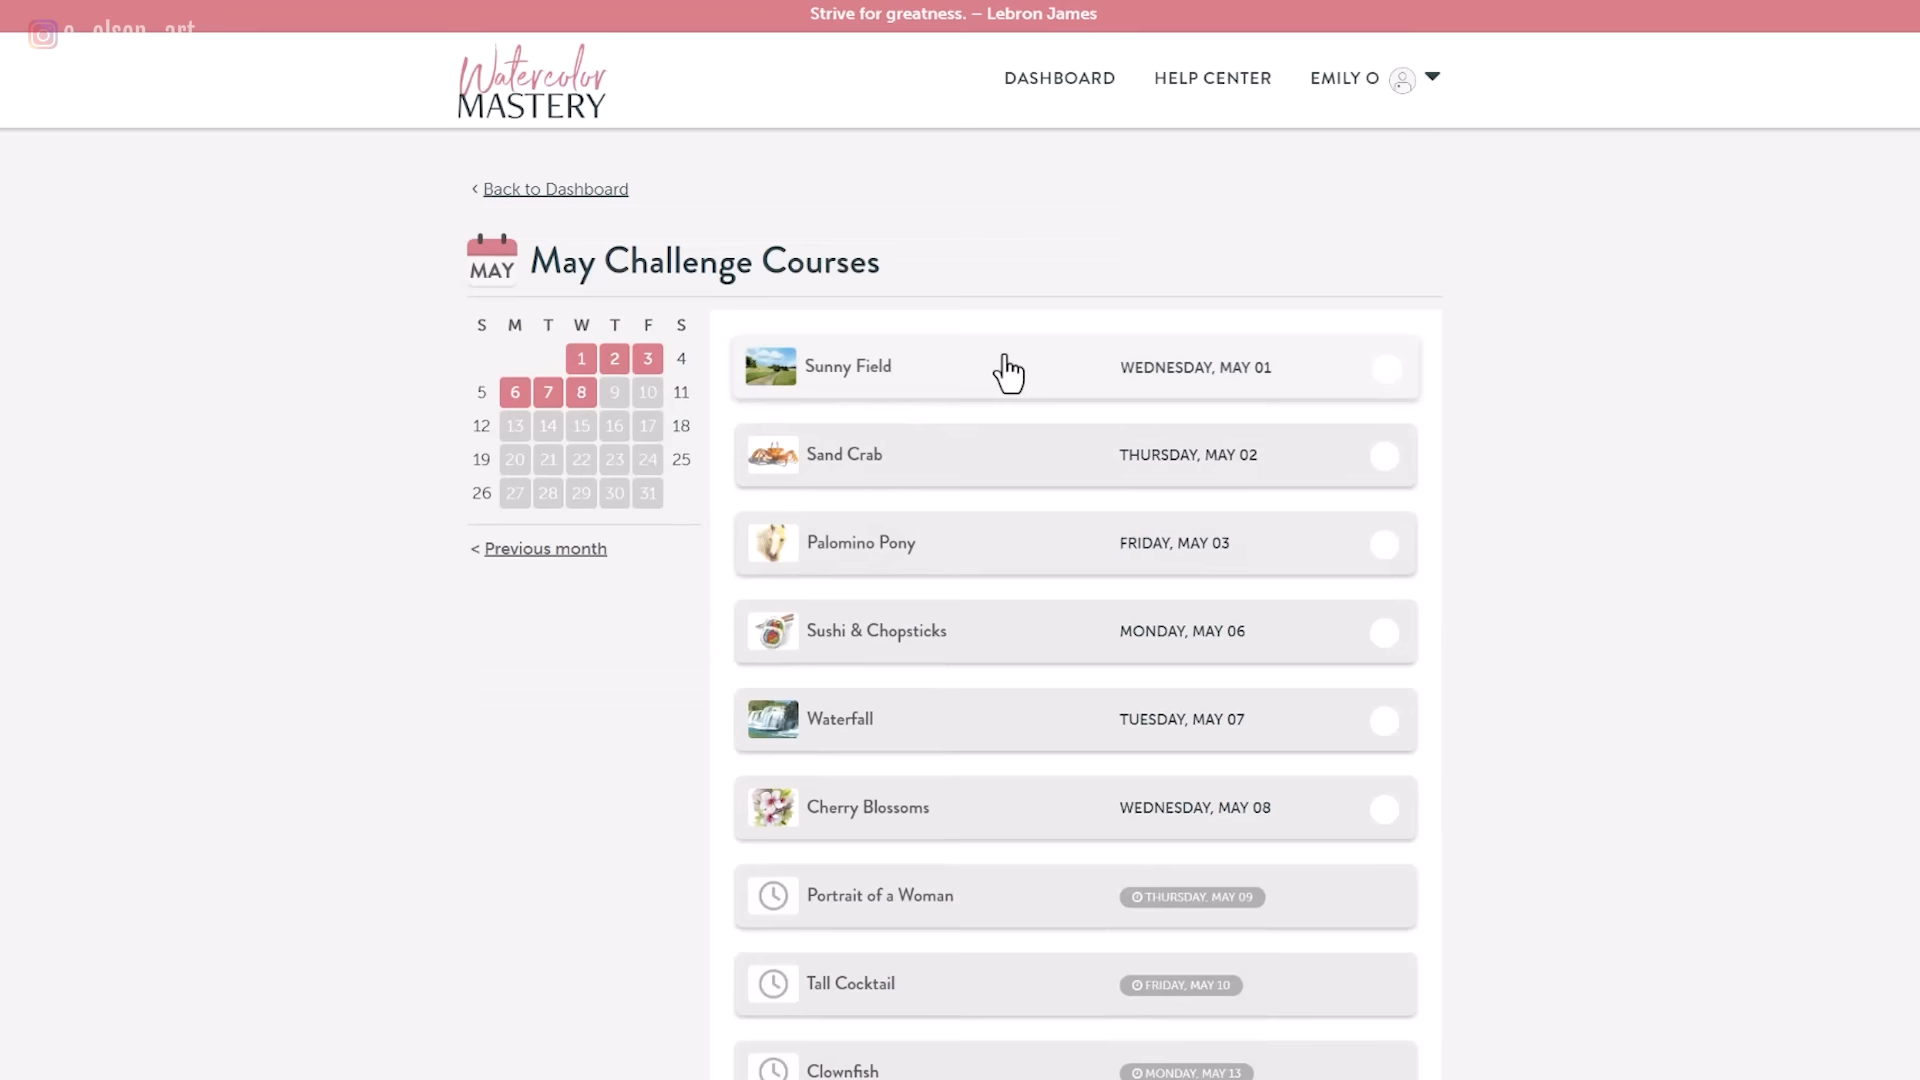 Strive for greatness. – Lebron James
Watercolor
MASTERY
DASHBOARD
HELP CENTER
EMILY O
< Back to Dashboard
MAY
May Challenge Courses
S M T W T F S
1 2 3 4
5 6 7 8 9 10 11
12 13 14 15 16 17 18
19 20 21 22 23 24 25
26 27 28 29 30 31
< Previous month
Sunny Field WEDNESDAY, MAY 01
Sand Crab THURSDAY, MAY 02
Palomino Pony FRIDAY, MAY 03
Sushi & Chopsticks MONDAY, MAY 06
Waterfall TUESDAY, MAY 07
Cherry Blossoms WEDNESDAY, MAY 08
Portrait of a Woman THURSDAY, MAY 09
Tall Cocktail FRIDAY, MAY 10
Clownfish MONDAY, MAY 13